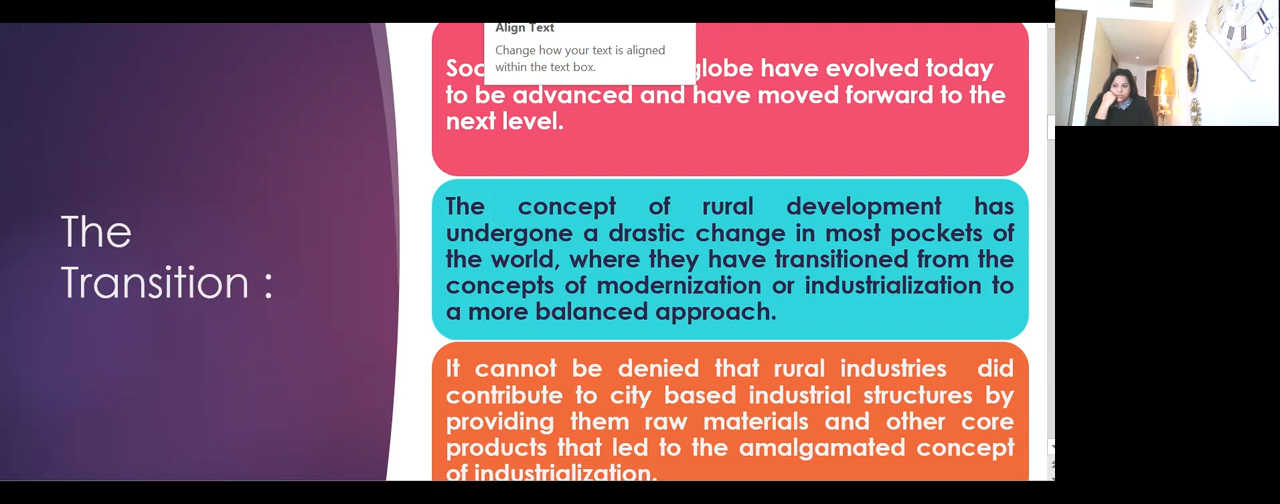 The
Transition :
Align Text
Change how your text is aligned
within the text box.
globe have evolved today
to be advanced and have moved forward to the
next level.
The concept of rural development has
undergone a drastic change in most pockets of
the world, where they have transitioned from the
concepts of modernization or industrialization to
a more balanced approach.
It cannot be denied that rural industries did
contribute to city based industrial structures by
providing them raw materials and other core
products that led to the amalgamated concept
of industrialization.